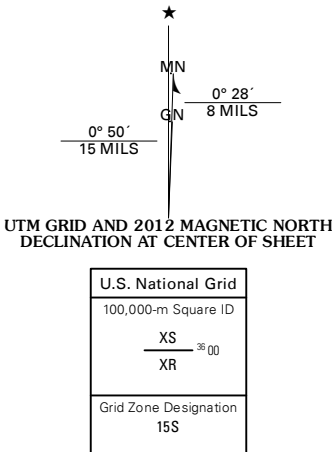 ★
MN
0° 28´
8 MILS
GN
0° 50´
15 MILS
UTM GRID AND 2012 MAGNETIC NORTH
DECLINATION AT CENTER OF SHEET
U.S. National Grid
100,000-m Square ID
XS
36 00
XR
Grid Zone Designation
15S